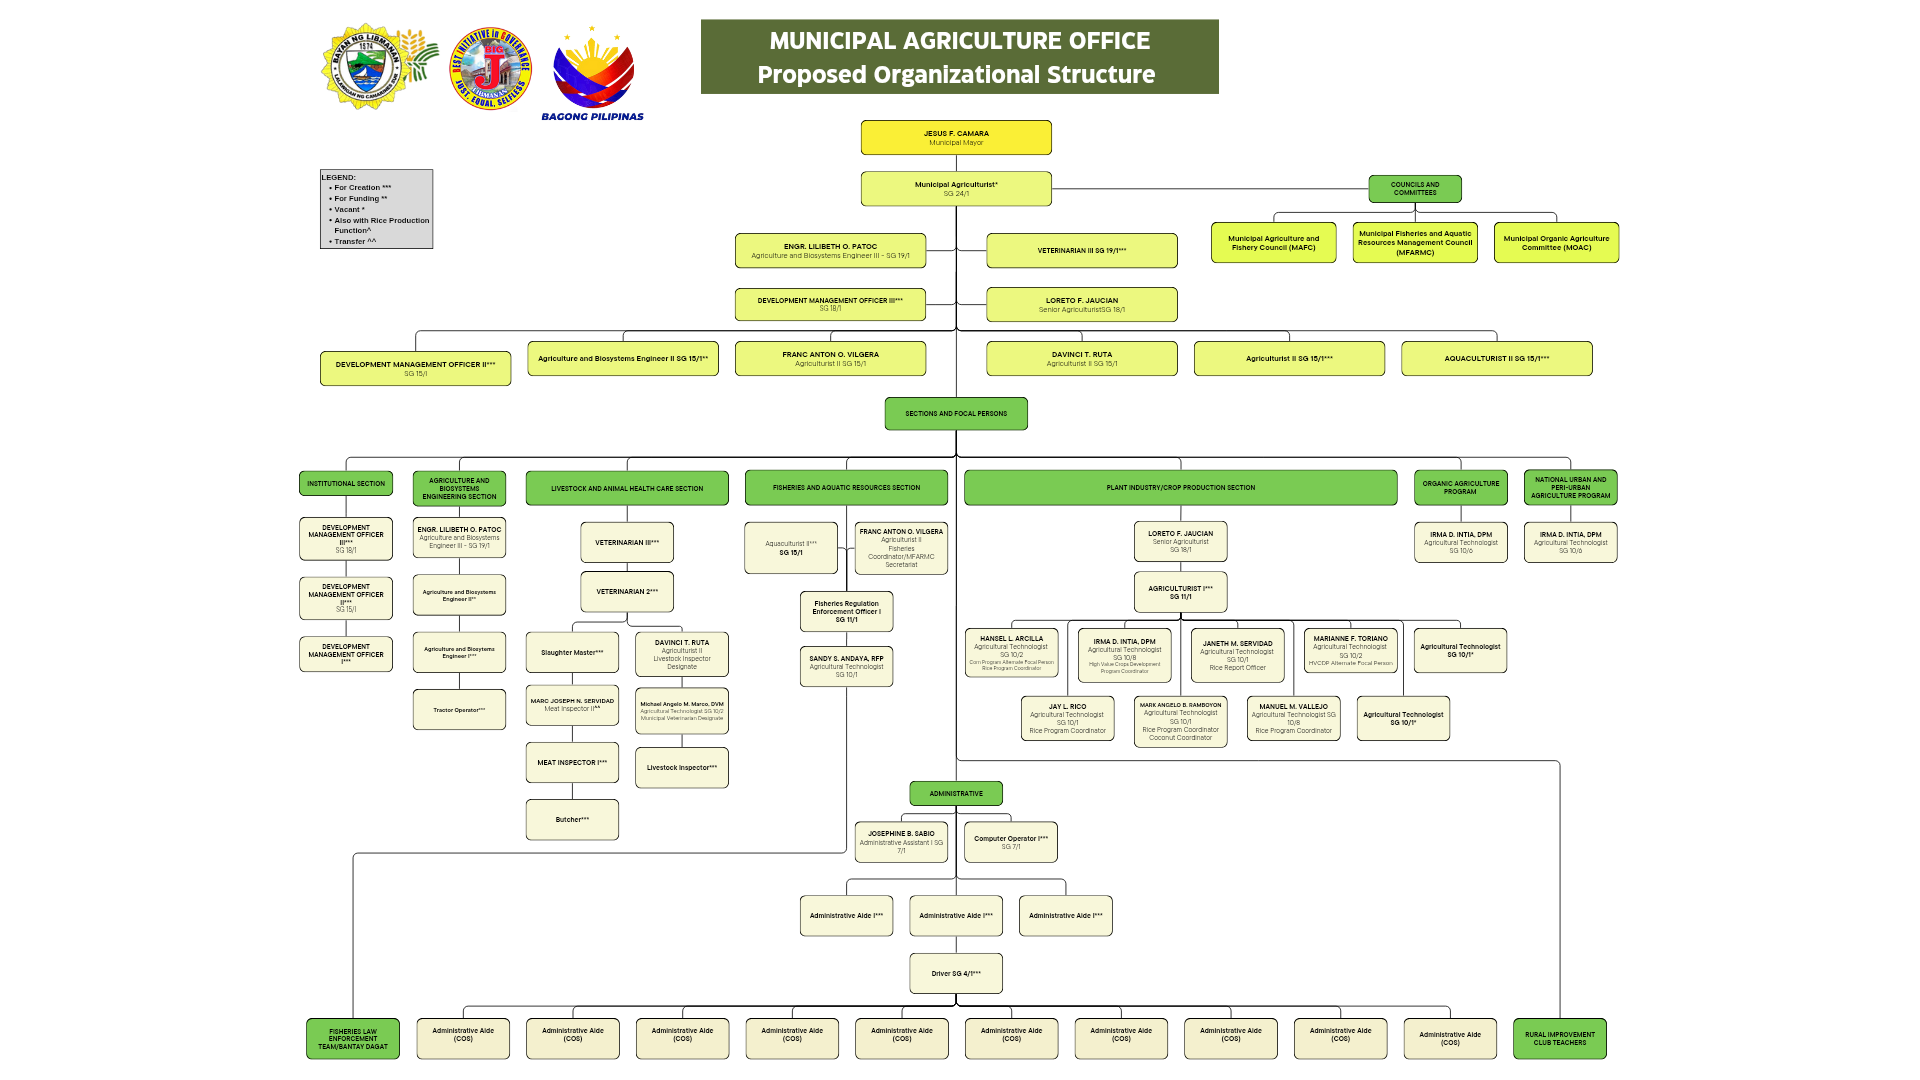 BAYAN NG LIBMANAN
1574
LALAWIGAN NG CAMARINES SUR
BEST INITIATIVE in GOVERNANCE
BIG
J
LIBMANAN
JUST, EQUAL, SELFLESS
BAGONG PILIPINAS
MUNICIPAL AGRICULTURE OFFICE
Proposed Organizational Structure
JESUS F. CAMARA
Municipal Mayor
LEGEND:
• For Creation ***
• For Funding **
• Vacant *
• Also with Rice Production
Function^
• Transfer ^^
Municipal Agriculturist*
SG 24/1
COUNCILS AND
COMMITTEES
Municipal Agriculture and
Fishery Council (MAFC)
Municipal Fisheries and Aquatic
Resources Management Council
(MFARMC)
Municipal Organic Agriculture
Committee (MOAC)
ENGR. LILIBETH O. PATOC
Agriculture and Biosystems Engineer III - SG 19/1
VETERINARIAN III SG 19/1***
DEVELOPMENT MANAGEMENT OFFICER III***
SG 18/1
LORETO F. JAUCIAN
Senior AgriculturistSG 18/1
DEVELOPMENT MANAGEMENT OFFICER II***
SG 15/1
Agriculture and Biosystems Engineer II SG 15/1**
FRANC ANTON O. VILGERA
Agriculturist II SG 15/1
DAVINCI T. RUTA
Agriculturist II SG 15/1
Agriculturist II SG 15/1***
AQUACULTURIST II SG 15/1***
SECTIONS AND FOCAL PERSONS
INSTITUTIONAL SECTION
AGRICULTURE AND
BIOSYSTEMS
ENGINEERING SECTION
LIVESTOCK AND ANIMAL HEALTH CARE SECTION
FISHERIES AND AQUATIC RESOURCES SECTION
PLANT INDUSTRY/CROP PRODUCTION SECTION
ORGANIC AGRICULTURE
PROGRAM
NATIONAL URBAN AND
PERI-URBAN
AGRICULTURE PROGRAM
DEVELOPMENT
MANAGEMENT OFFICER
III***
SG 18/1
DEVELOPMENT
MANAGEMENT OFFICER
II***
SG 15/1
DEVELOPMENT
MANAGEMENT OFFICER
I***
ENGR. LILIBETH O. PATOC
Agriculture and Biosystems
Engineer III - SG 19/1
Agriculture and Biosystems
Engineer II**
Agriculture and Biosytems
Engineer I***
Tractor Operator***
VETERINARIAN III***
VETERINARIAN 2***
Slaughter Master***
MARC JOSEPH N. SERVIDAD
Meat Inspector II^^
MEAT INSPECTOR I***
Butcher***
DAVINCI T. RUTA
Agriculturist II
Livestock Inspector
Designate
Michael Angelo M. Marco, DVM
Agricultural Technologist SG 10/2
Municipal Veterinarian Designate
Livestock Inspector***
Aquaculturist II***
SG 15/1
FRANC ANTON O. VILGERA
Agriculturist II
Fisheries
Coordinator/MFARMC
Secretariat
Fisheries Regulation
Enforcement Officer I
SG 11/1
SANDY S. ANDAYA, RFP
Agricultural Technologist
SG 10/1
LORETO F. JAUCIAN
Senior Agriculturist
SG 18/1
AGRICULTURIST I***
SG 11/1
HANSEL L. ARCILLA
Agricultural Technologist
SG 10/2
Corn Program Alternate Focal Person
Rice Program Coordinator
IRMA D. INTIA, DPM
Agricultural Technologist
SG 10/8
High Value Crops Development
Program Coordinator
JANETH M. SERVIDAD
Agricultural Technologist
SG 10/1
Rice Report Officer
MARIANNE F. TORIANO
Agricultural Technologist
SG 10/2
HVCDP Alternate Focal Person
Agricultural Technologist
SG 10/1*
JAY L. RICO
Agricultural Technologist
SG 10/1
Rice Program Coordinator
MARK ANGELO B. RAMBOYON
Agricultural Technologist
SG 10/1
Rice Program Coordinator
Coconut Coordinator
MANUEL M. VALLEJO
Agricultural Technologist SG
10/8
Rice Program Coordinator
Agricultural Technologist
SG 10/1*
IRMA D. INTIA, DPM
Agricultural Technologist
SG 10/6
IRMA D. INTIA, DPM
Agricultural Technologist
SG 10/6
ADMINISTRATIVE
JOSEPHINE B. SABIO
Administrative Assistant I SG
7/1
Computer Operator I***
SG 7/1
Administrative Aide I***
Administrative Aide I***
Administrative Aide I***
Driver SG 4/1***
FISHERIES LAW
ENFORCEMENT
TEAM/BANTAY DAGAT
Administrative Aide
(COS)
Administrative Aide
(COS)
Administrative Aide
(COS)
Administrative Aide
(COS)
Administrative Aide
(COS)
Administrative Aide
(COS)
Administrative Aide
(COS)
Administrative Aide
(COS)
Administrative Aide
(COS)
Administrative Aide
(COS)
RURAL IMPROVEMENT
CLUB TEACHERS